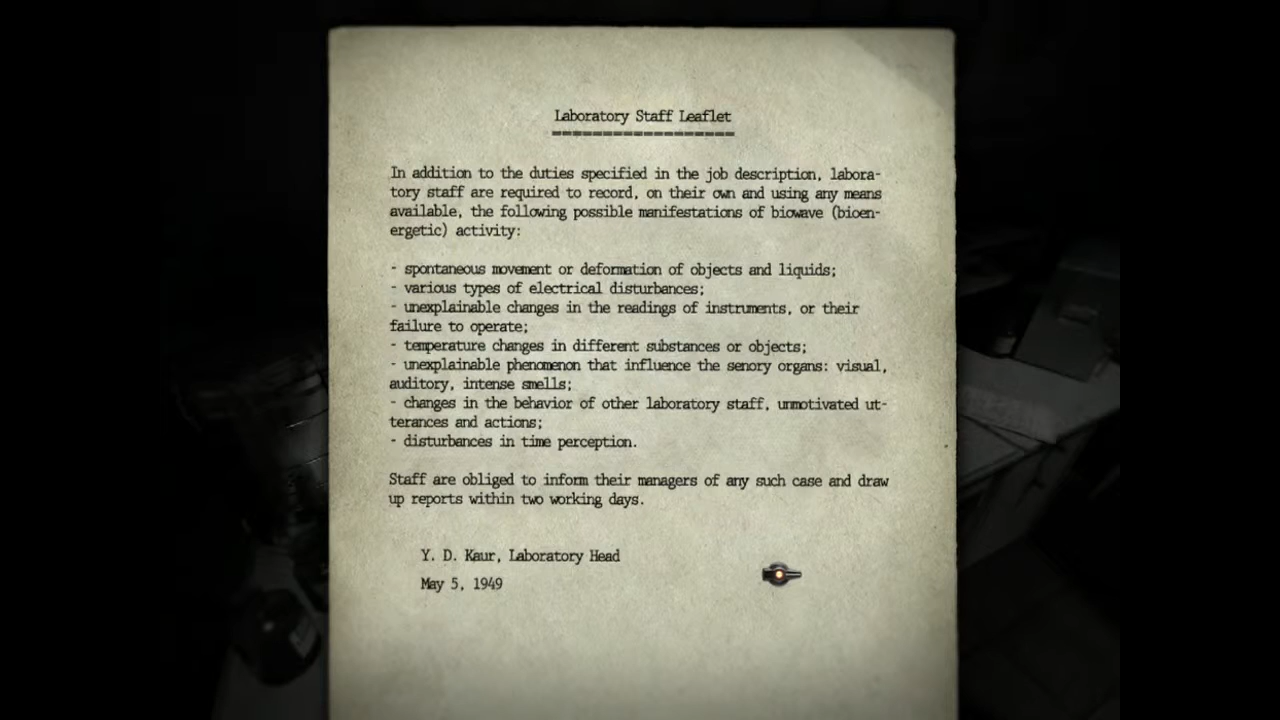 Laboratory Staff Leaflet
In addition to the duties specified in the job description, labora-
tory staff are required to record, on their own and using any means
available, the following possible manifestations of biowave (bioen-
ergetic) activity:
- spontaneous movement or deformation of objects and liquids;
- various types of electrical disturbances;
- unexplainable changes in the readings of instruments, or their
failure to operate;
- temperature changes in different substances or objects;
- unexplainable phenomenon that influence the senory organs: visual,
auditory, intense smells;
- changes in the behavior of other laboratory staff, unmotivated ut-
terances and actions;
- disturbances in time perception.
Staff are obliged to inform their managers of any such case and draw
up reports within two working days.
Y. D. Kaur, Laboratory Head
May 5, 1949